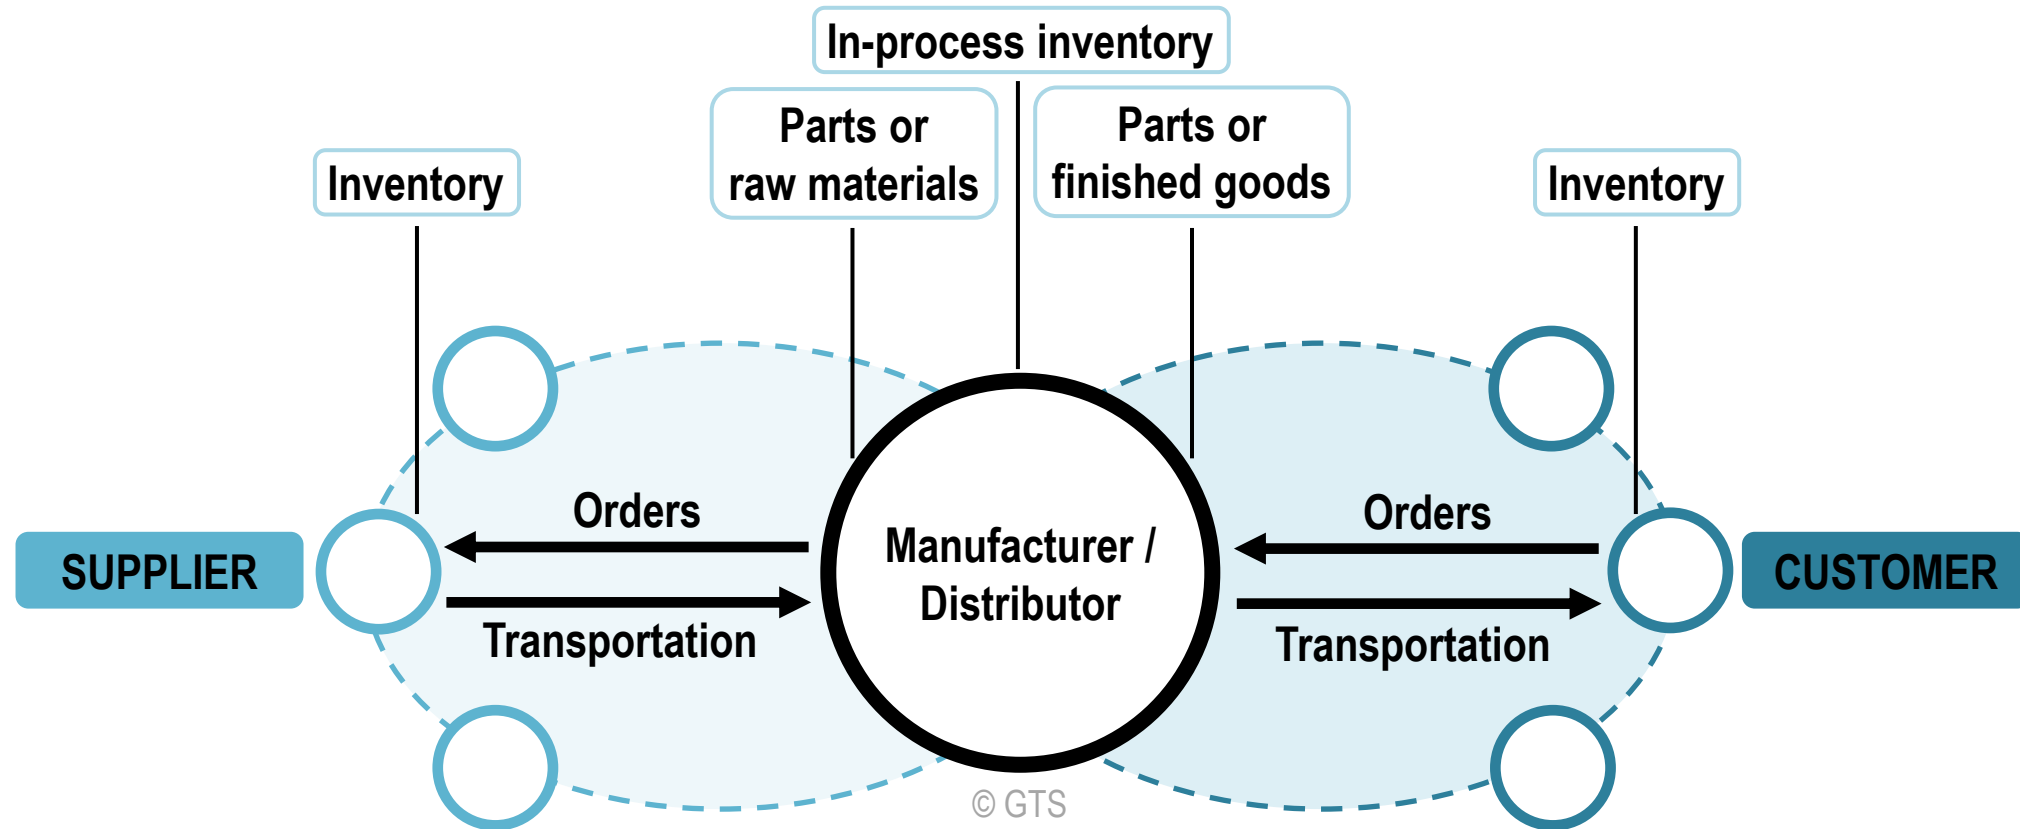 In-process inventory
Parts or
raw materials
Parts or
finished goods
Inventory
Inventory
Orders
Orders
SUPPLIER
Manufacturer /
Distributor
CUSTOMER
Transportation
Transportation
© GTS